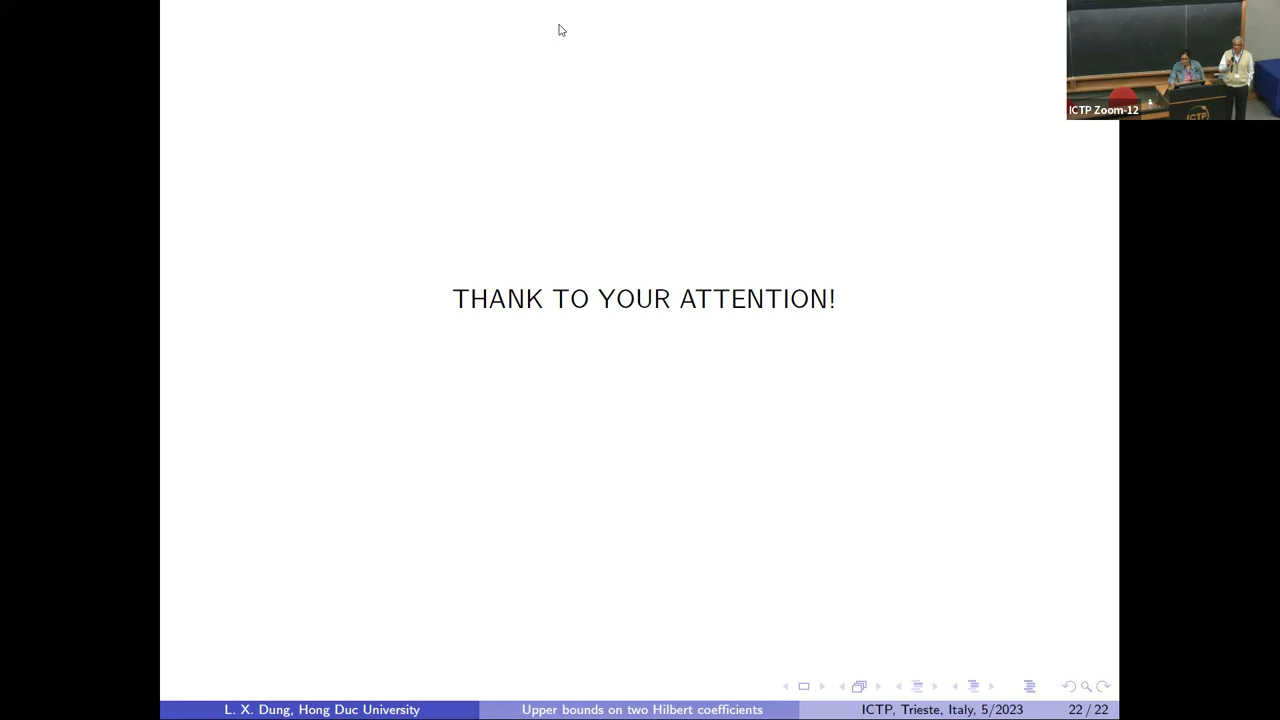 ICTP Zoom-12
ICTP
THANK TO YOUR ATTENTION!
L. X. Dung, Hong Duc University
Upper bounds on two Hilbert coefficients
ICTP, Trieste, Italy, 5/2023
22 / 22